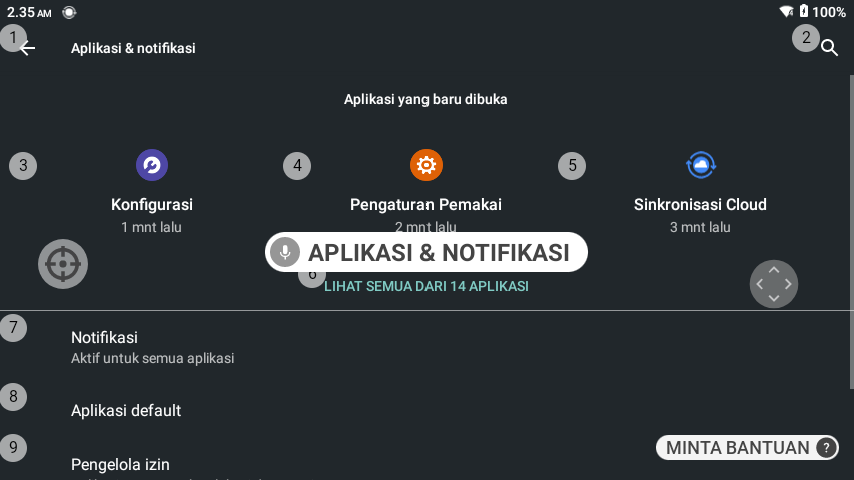 2.35 AM
100%
1
Aplikasi & notifikasi
2
Aplikasi yang baru dibuka
3
Konfigurasi
1 mnt lalu
4
Pengaturan Pemakai
2 mnt lalu
5
Sinkronisasi Cloud
3 mnt lalu
APLIKASI & NOTIFIKASI
6
LIHAT SEMUA DARI 14 APLIKASI
7
Notifikasi
Aktif untuk semua aplikasi
8
Aplikasi default
9
Pengelola izin
MINTA BANTUAN ?